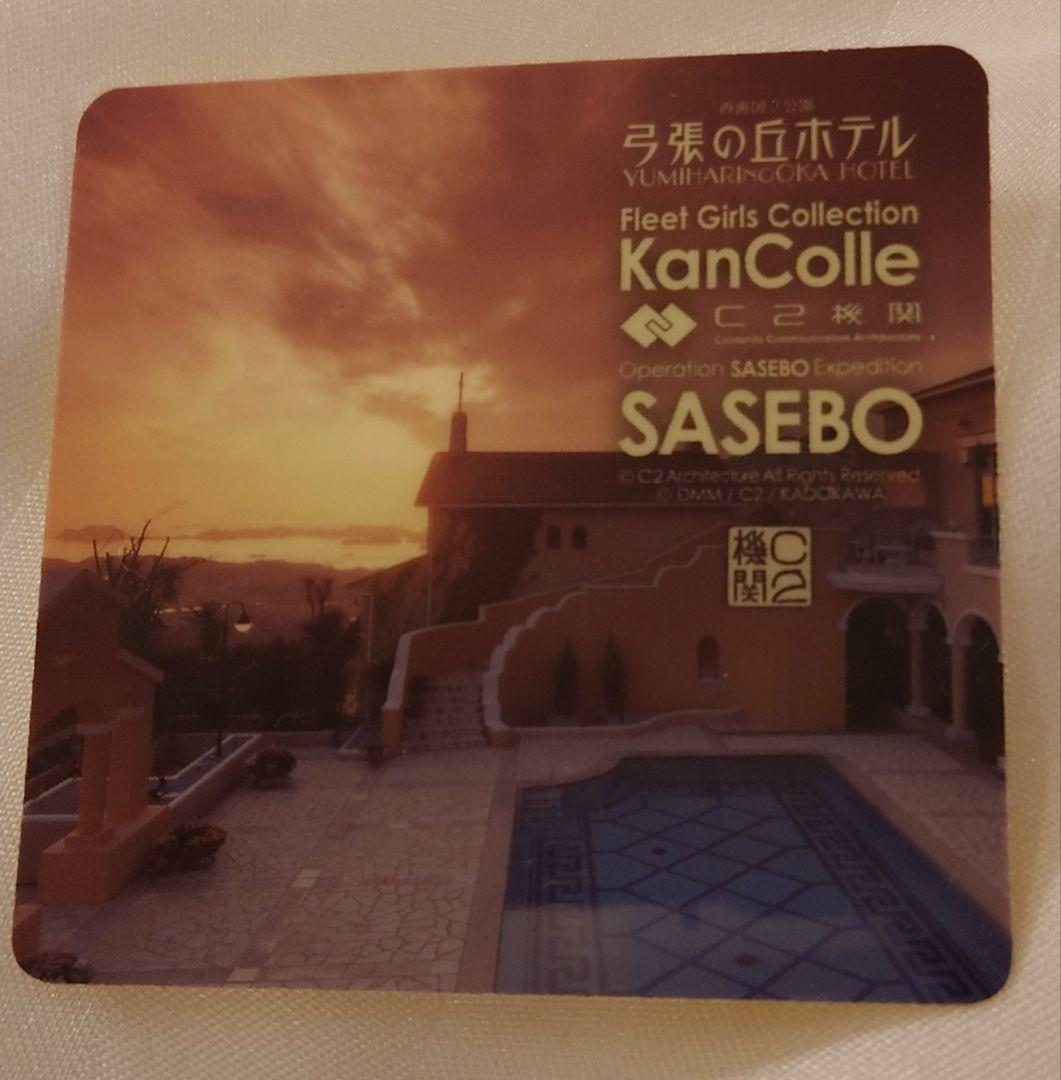 西海国立公園
弓張の丘ホテル
YUMIHARINOOKA HOTEL
Fleet Girls Collection
KanColle
C2機関
Contents Communication Architecture
Operation SASEBO Expedition
SASEBO
© C2 Architecture All Rights Reserved
© DMM / C2 / KADOKAWA
機関 C2